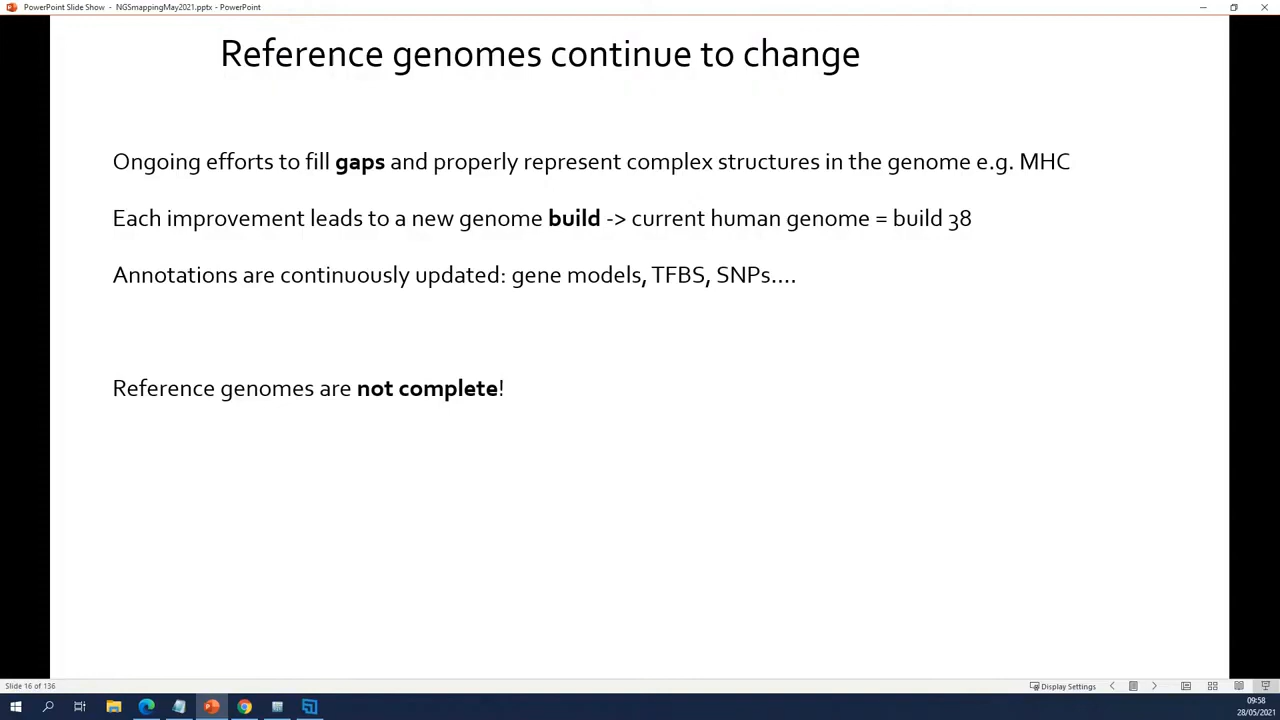 PowerPoint Slide Show - NGSmappingMay2021.pptx - PowerPoint
Reference genomes continue to change
Ongoing efforts to fill gaps and properly represent complex structures in the genome e.g. MHC
Each improvement leads to a new genome build -> current human genome = build 38
Annotations are continuously updated: gene models, TFBS, SNPs....
Reference genomes are not complete!
Slide 16 of 136
Display Settings
09:58
28/05/2021